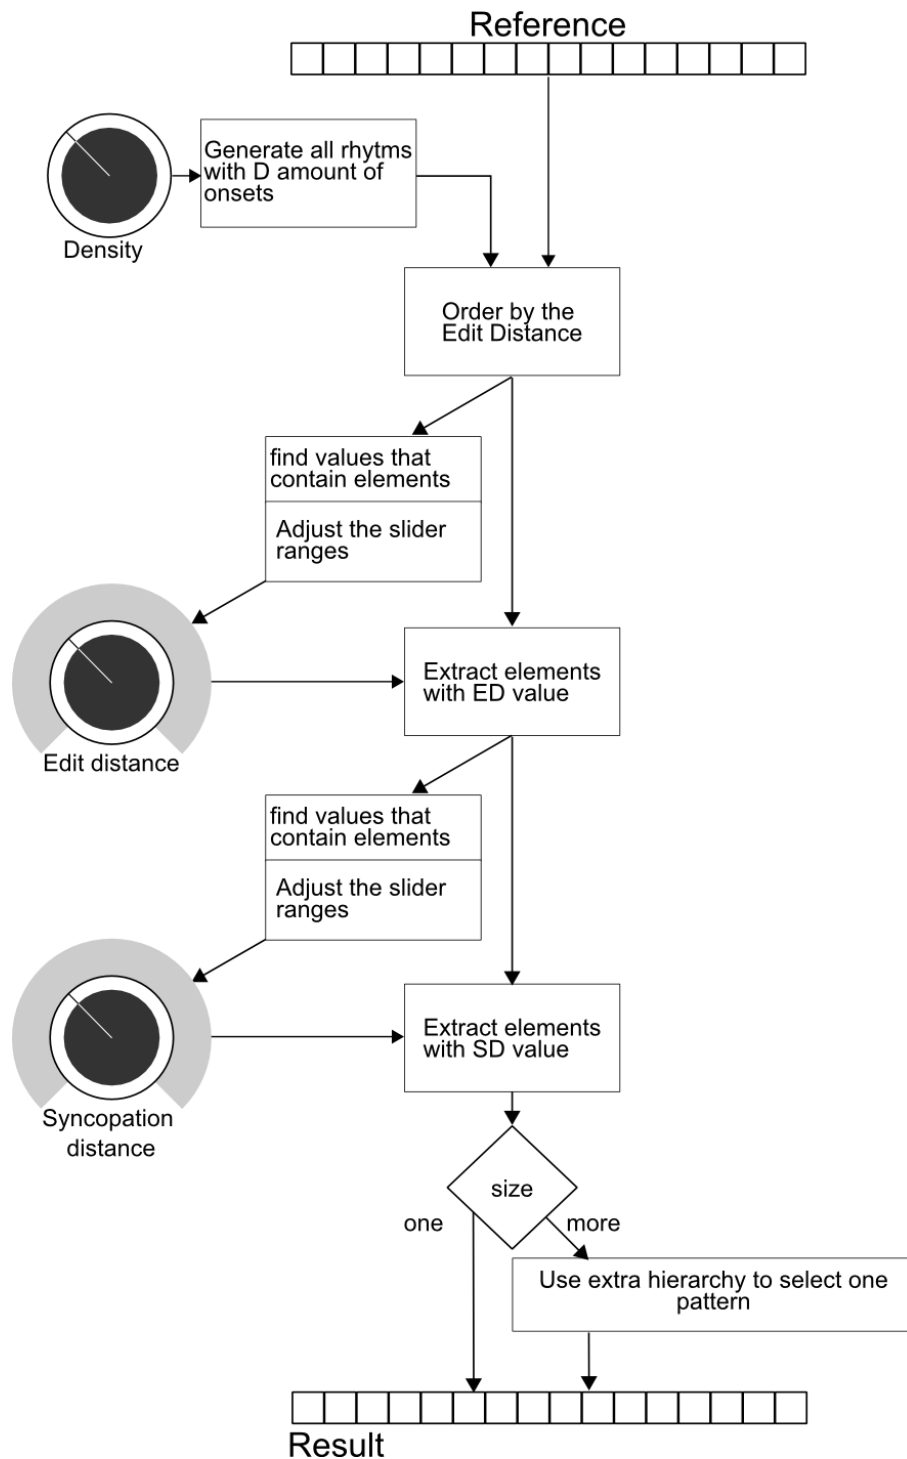 Reference
Generate all rhytms
with D amount of
onsets
Density
Order by the
Edit Distance
find values that
contain elements
Adjust the slider
ranges
Extract elements
with ED value
Edit distance
find values that
contain elements
Adjust the slider
ranges
Extract elements
with SD value
Syncopation
distance
size
one
more
Use extra hierarchy to select one
pattern
Result